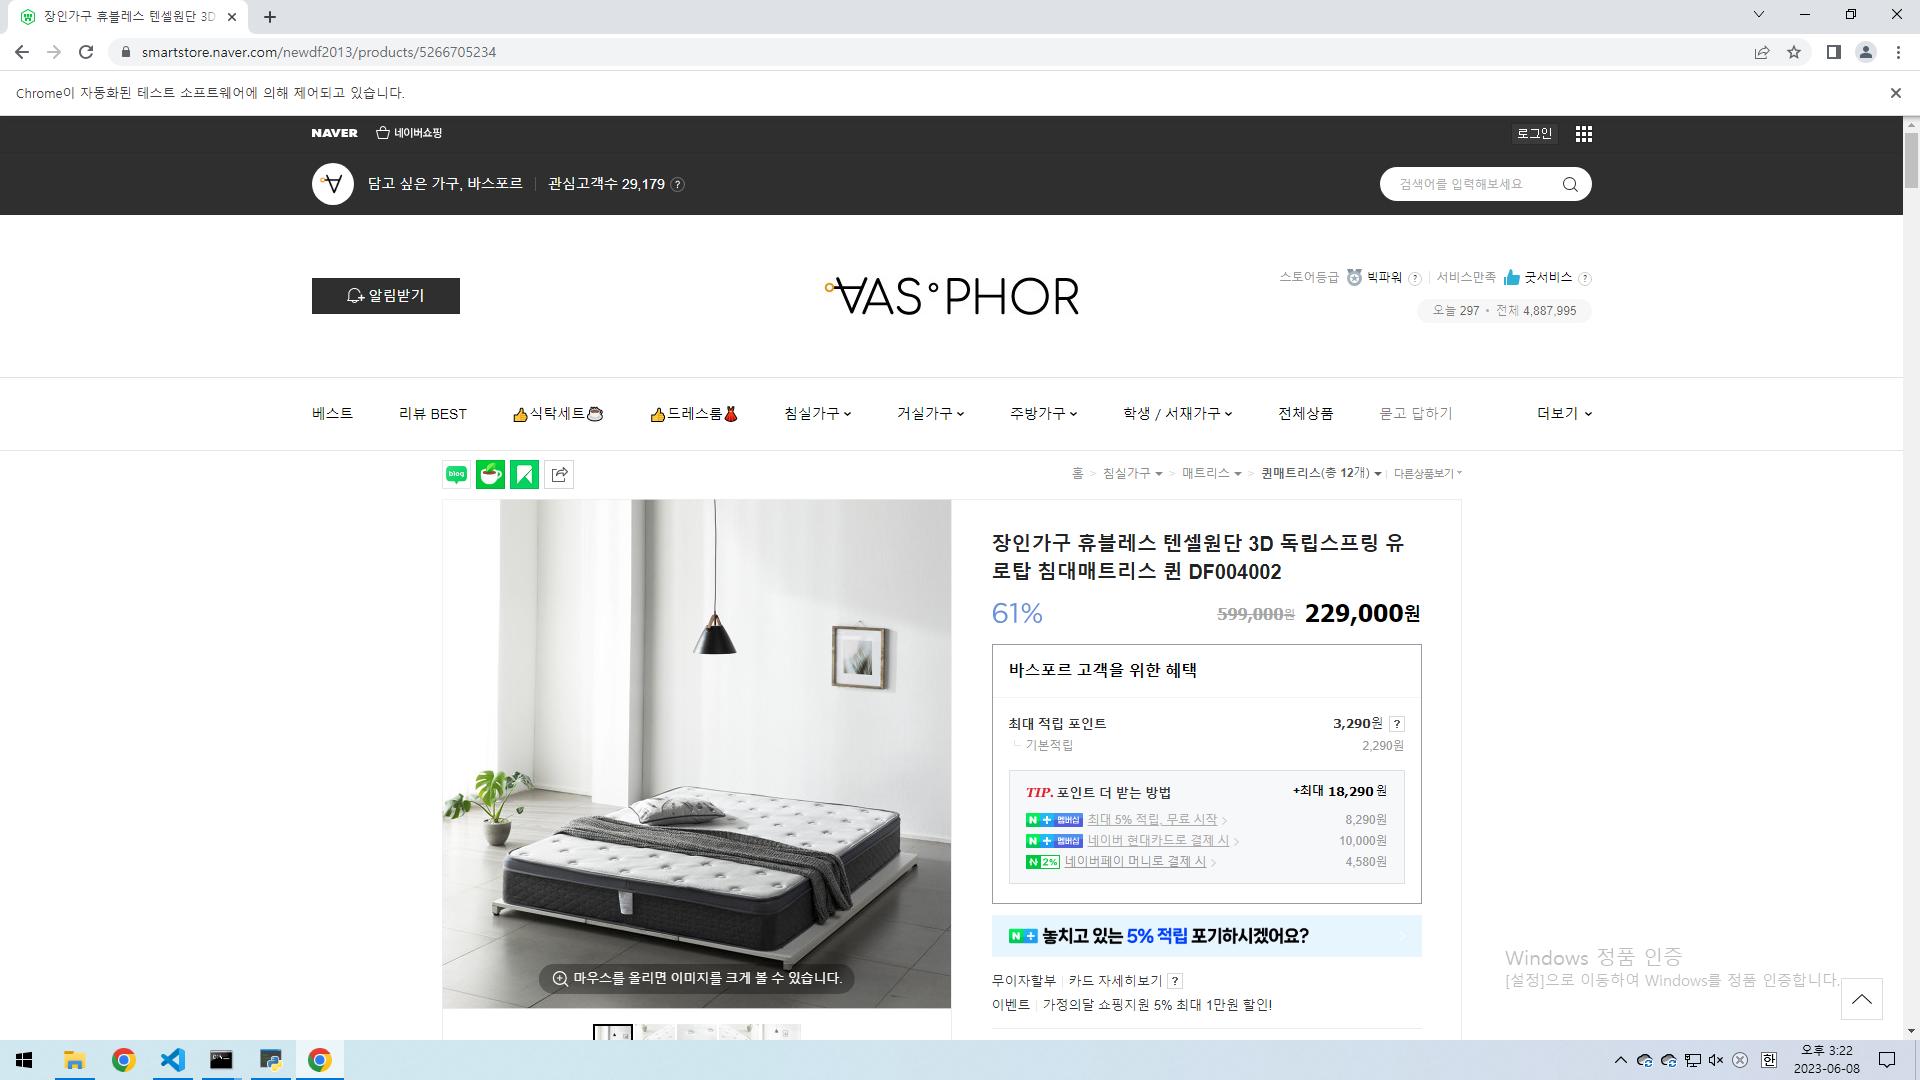 장인가구 휴블레스 텐셀원단 3D
smartstore.naver.com/newdf2013/products/5266705234
Chrome이 자동화된 테스트 소프트웨어에 의해 제어되고 있습니다.
NAVER 네이버쇼핑 로그인
담고 싶은 가구, 바스포르 관심고객수 29,179 ?
검색어를 입력해보세요
알림받기
VAS°PHOR
스토어등급 빅파워 ? 서비스만족 굿서비스 ?
오늘 297 • 전체 4,887,995
베스트 리뷰 BEST 👍식탁세트☕ 👍드레스룸👗 침실가구 거실가구 주방가구 학생 / 서재가구 전체상품 묻고 답하기 더보기
blog
홈 > 침실가구 > 매트리스 > 퀸매트리스(총 12개) 다른상품보기
장인가구 휴블레스 텐셀원단 3D 독립스프링 유
로탑 침대매트리스 퀸 DF004002
61% 599,000원 229,000원
바스포르 고객을 위한 혜택
최대 적립 포인트 3,290원 ?
기본적립 2,290원
TIP. 포인트 더 받는 방법 +최대 18,290 원
N + 멤버십 최대 5% 적립, 무료 시작 > 8,290원
N + 멤버십 네이버 현대카드로 결제 시 > 10,000원
N 2% 네이버페이 머니로 결제 시 > 4,580원
N + 놓치고 있는 5% 적립 포기하시겠어요?
마우스를 올리면 이미지를 크게 볼 수 있습니다.
무이자할부 카드 자세히보기 ?
이벤트 가정의달 쇼핑지원 5% 최대 1만원 할인!
Windows 정품 인증
[설정]으로 이동하여 Windows를 정품 인증합니다.
한
오후 3:22
2023-06-08